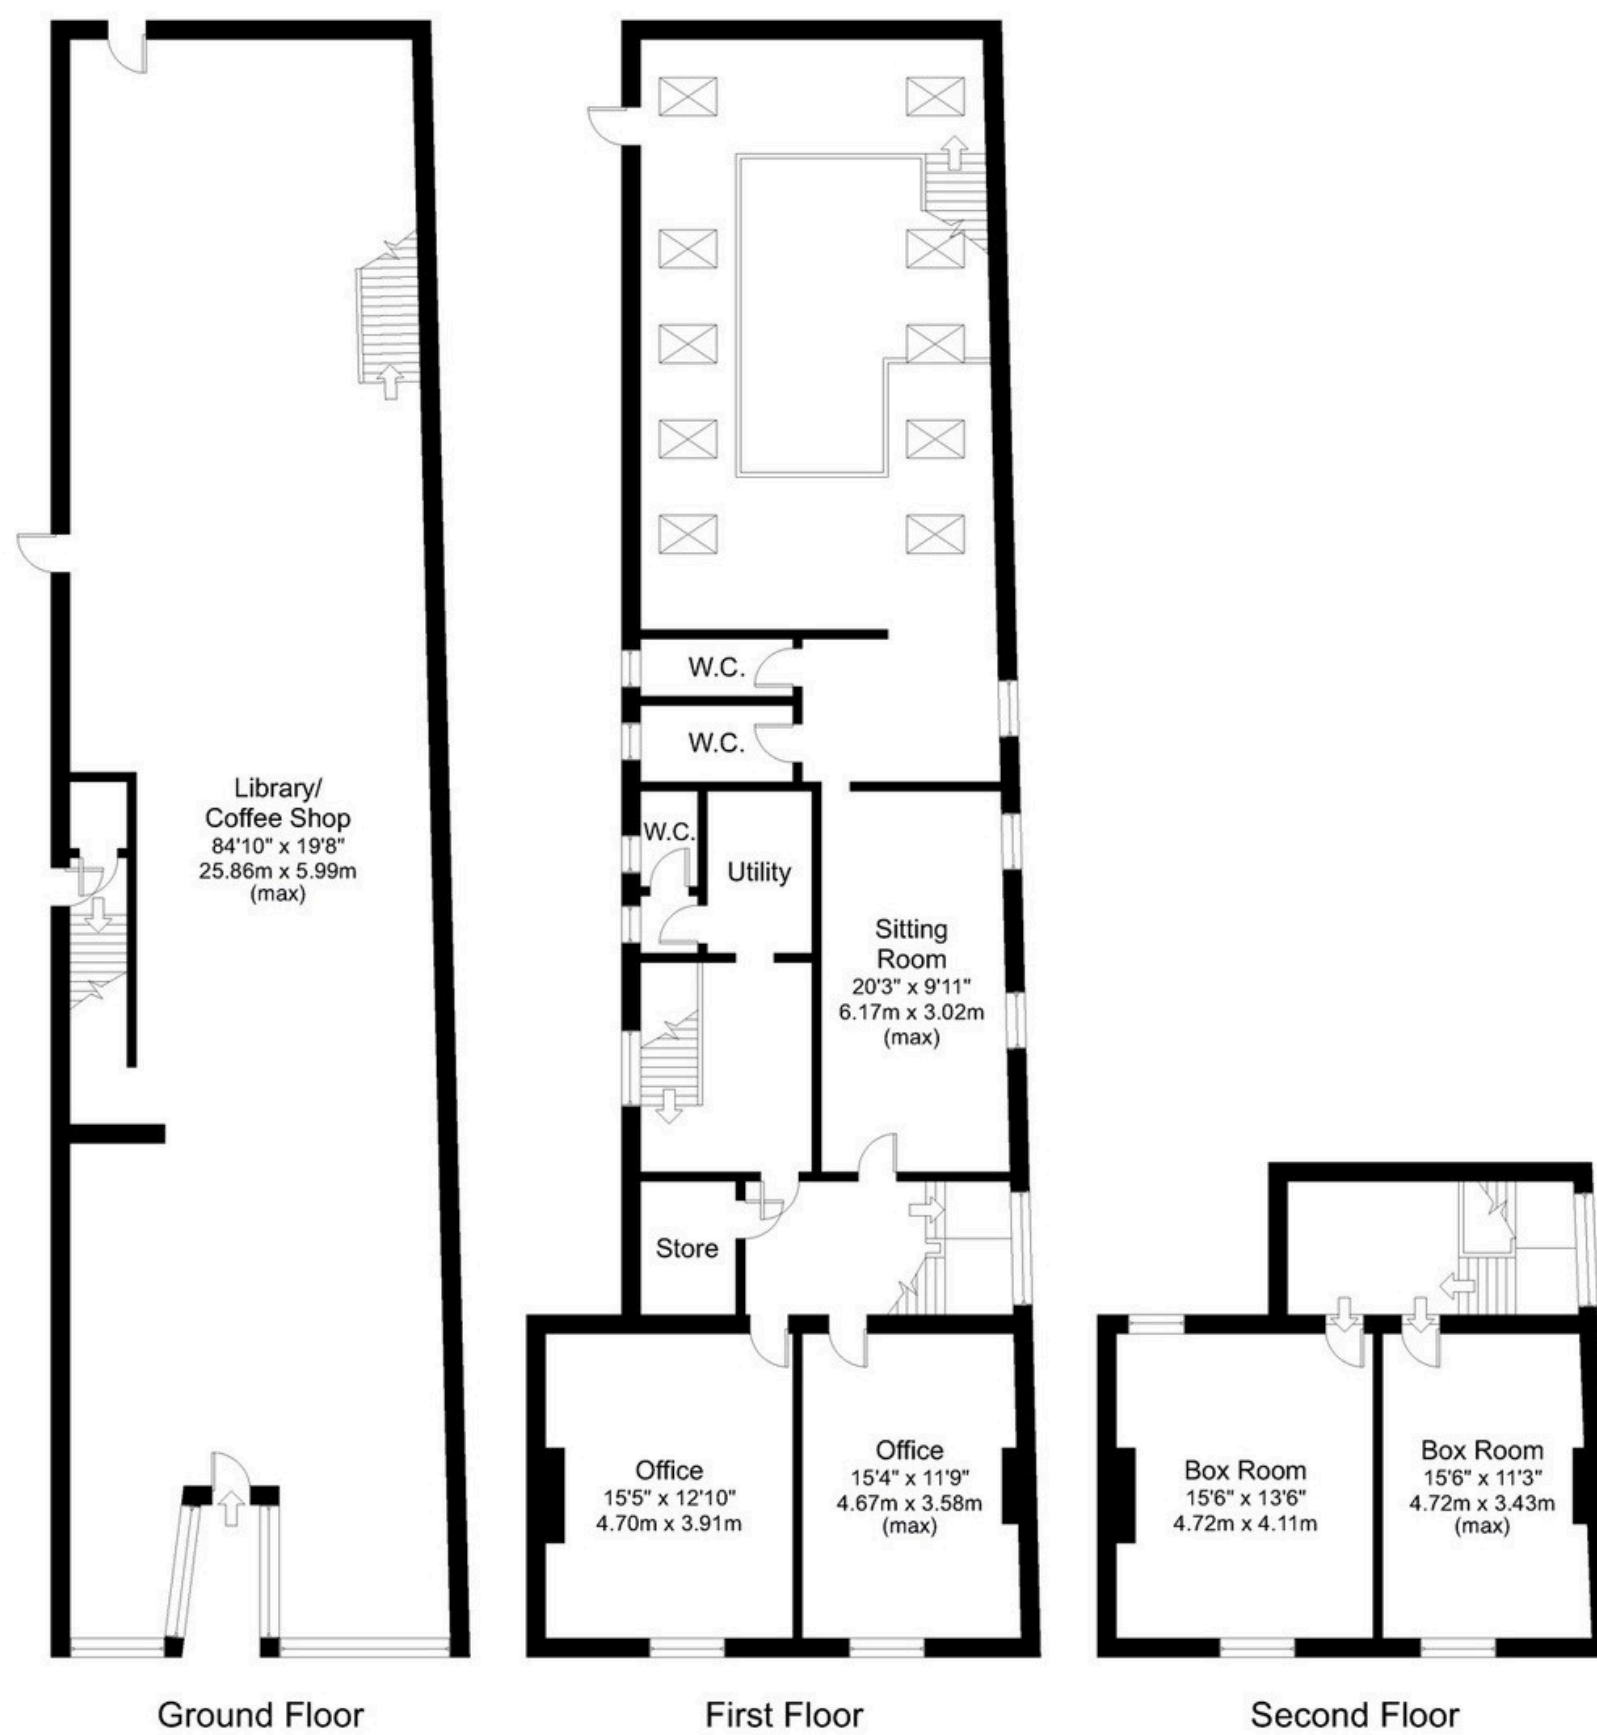 Library/
Coffee Shop
84'10" x 19'8"
25.86m x 5.99m
(max)
Ground Floor
W.C.
W.C.
W.C.
Utility
Sitting
Room
20'3" x 9'11"
6.17m x 3.02m
(max)
Store
Office
15'5" x 12'10"
4.70m x 3.91m
Office
15'4" x 11'9"
4.67m x 3.58m
(max)
First Floor
Box Room
15'6" x 13'6"
4.72m x 4.11m
Box Room
15'6" x 11'3"
4.72m x 3.43m
(max)
Second Floor